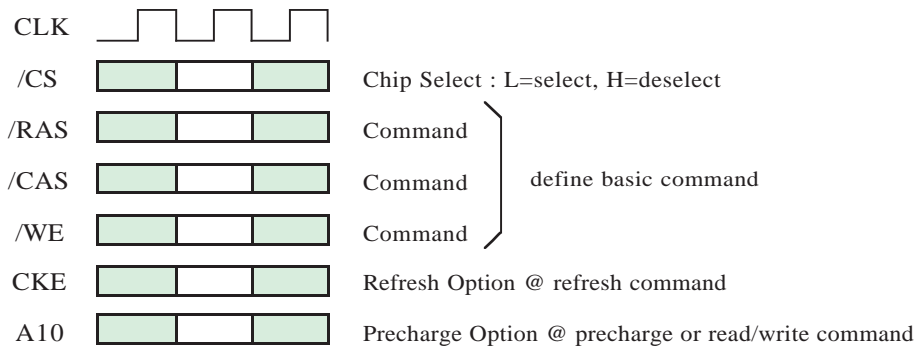 CLK
/CS Chip Select : L=select, H=deselect
/RAS Command
/CAS Command define basic command
/WE Command
CKE Refresh Option @ refresh command
A10 Precharge Option @ precharge or read/write command